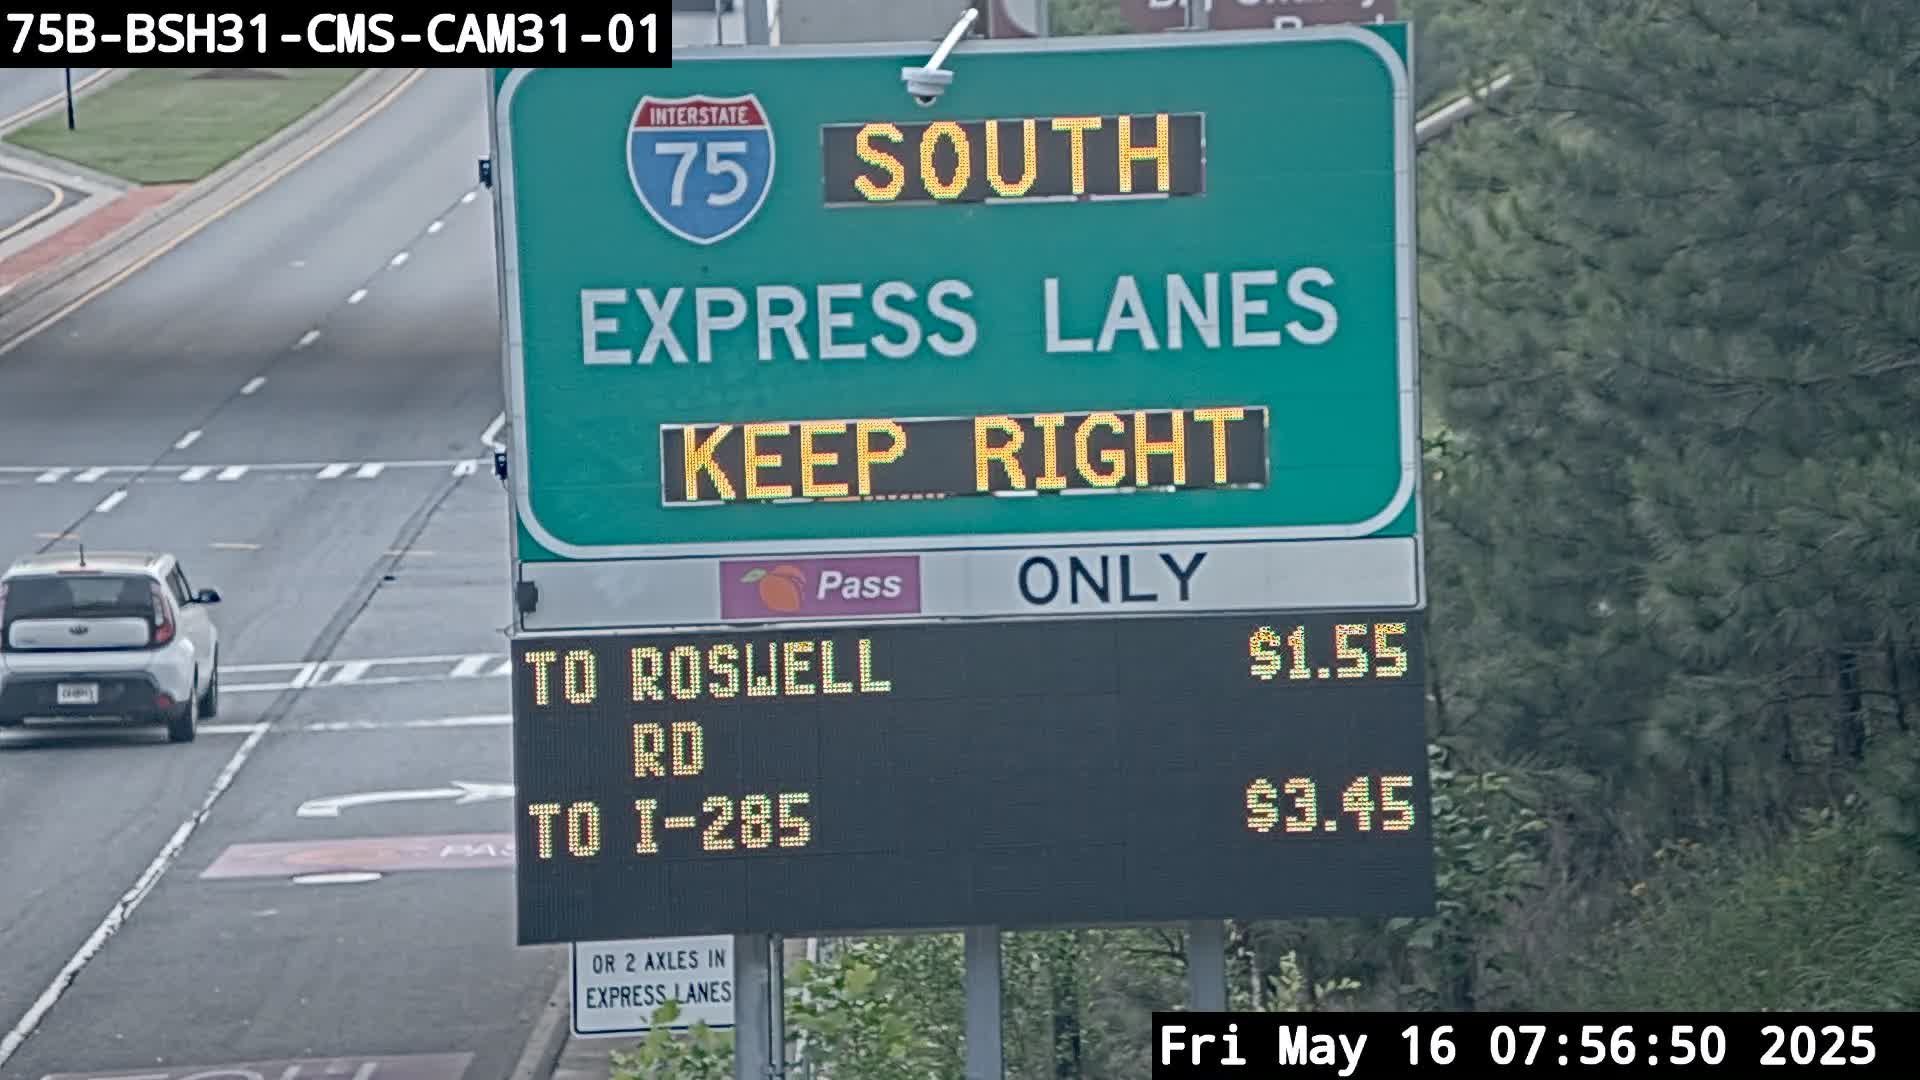 75B-BSH31-CMS-CAM31-01
INTERSTATE
75
SOUTH
EXPRESS LANES
KEEP RIGHT
Pass ONLY
TO ROSWELL $1.55
RD
TO I-285 $3.45
OR 2 AXLES IN
EXPRESS LANES
Fri May 16 07:56:50 2025